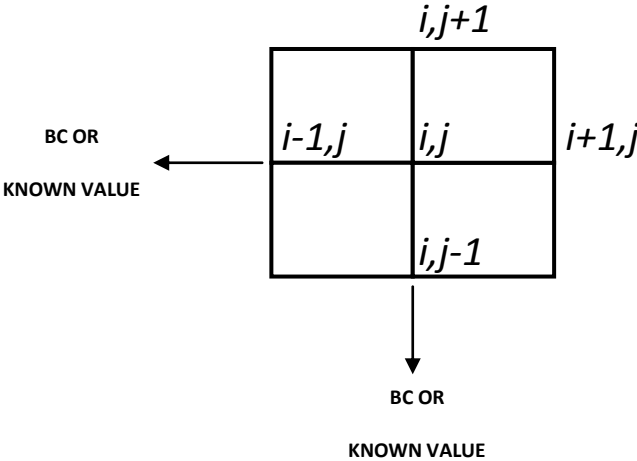 i,j+1
BC OR
KNOWN VALUE
i-1,j
i,j
i+1,j
i,j-1
BC OR
KNOWN VALUE